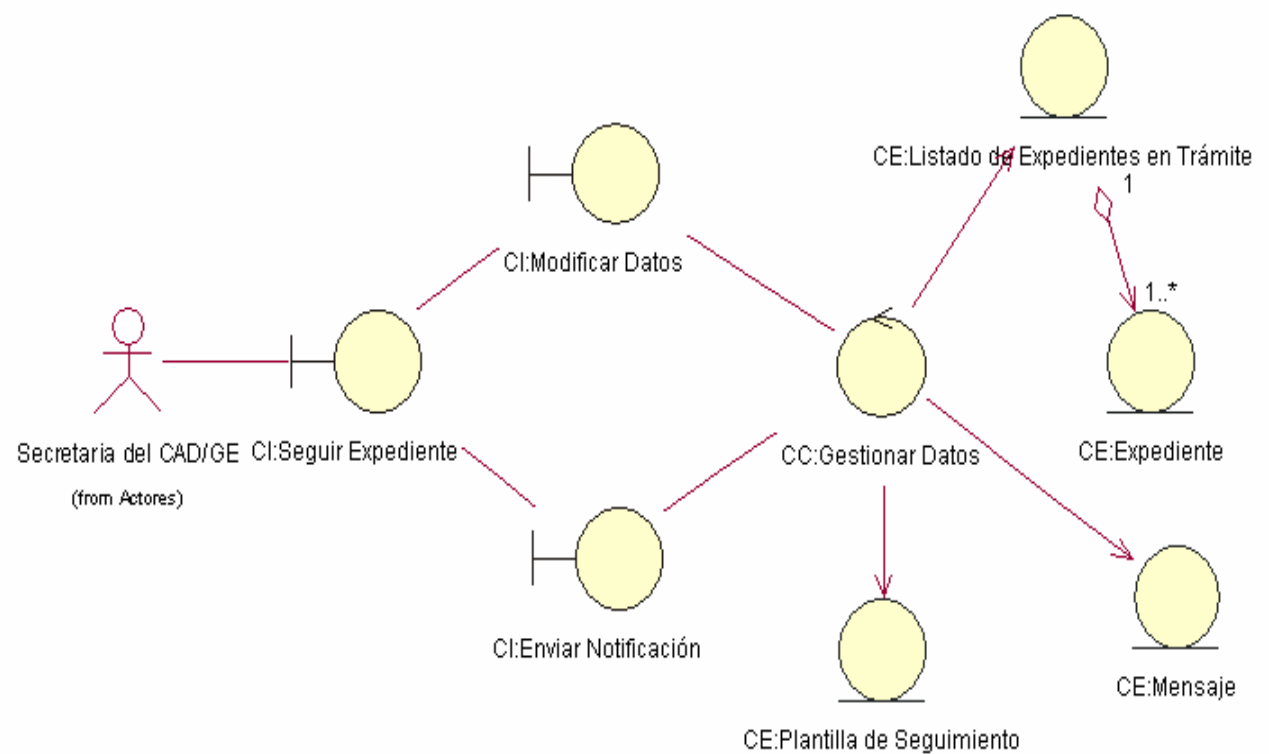 CE:Listado de Expedientes en Trámite
1
CI:Modificar Datos
1..*
Secretaria del CAD/GE
(from Actores)
CI:Seguir Expediente
CC:Gestionar Datos
CE:Expediente
CI:Enviar Notificación
CE:Mensaje
CE:Plantilla de Seguimiento